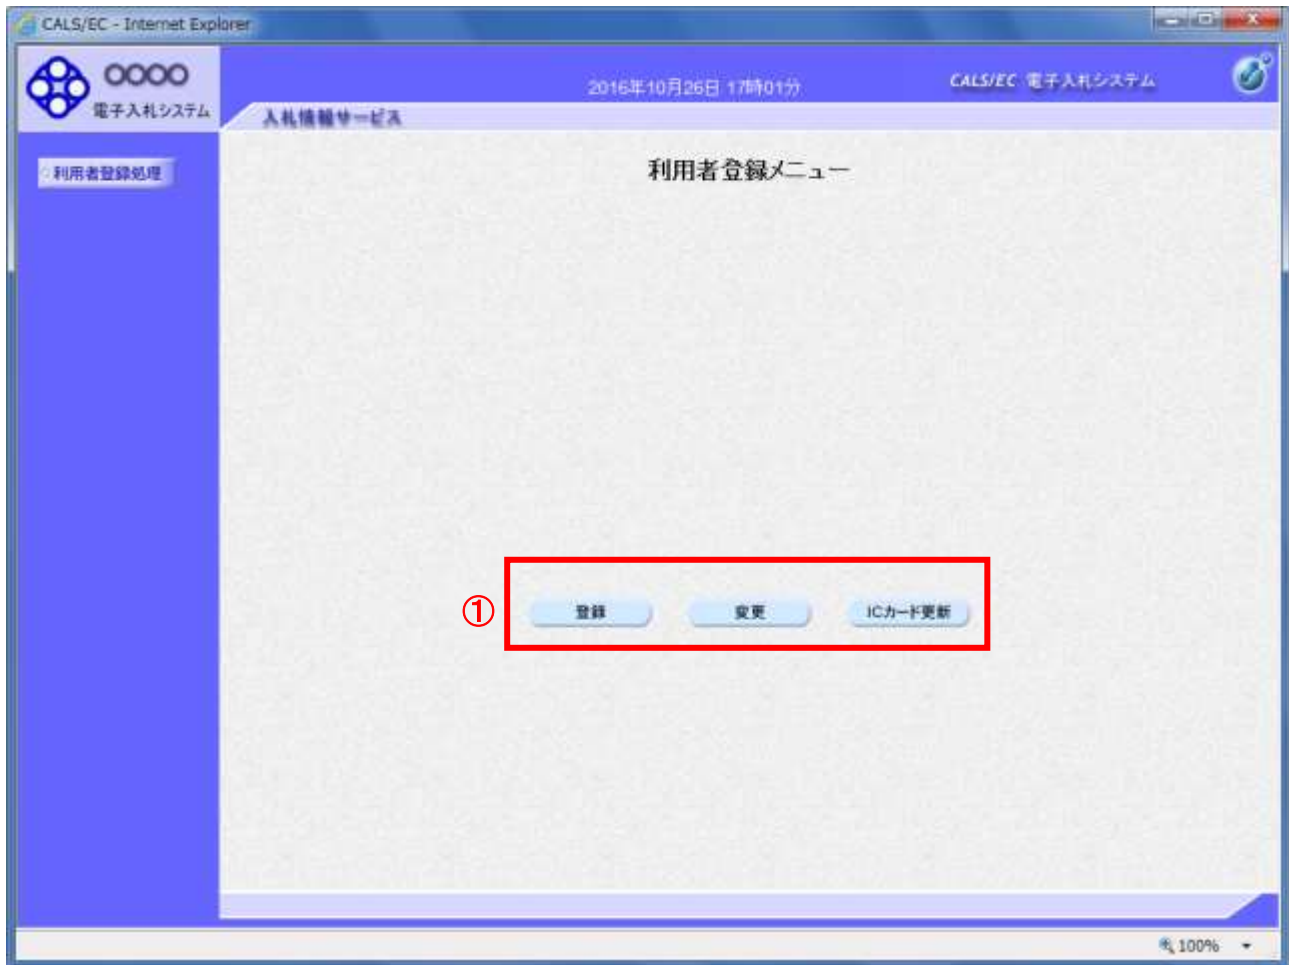 CALS/EC - Internet Explorer
○○○○
電子入札システム
2016年10月26日 17時01分
CALS/EC 電子入札システム
入札情報サービス
利用者登録処理
利用者登録メニュー
① 登録 変更 ICカード更新
100%